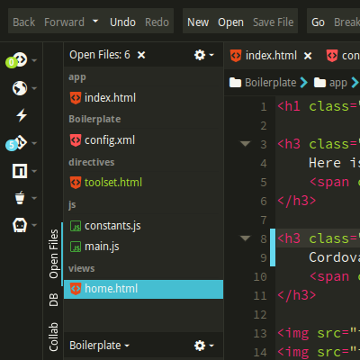 Back Forward Undo Redo New Open Save File Go Break
Open Files: 6
app
index.html
Boilerplate
config.xml
directives
toolset.html
js
constants.js
main.js
views
home.html
Boilerplate
Open Files
DB
Collab
0
5
index.html con
Boilerplate app
1 <h1 class="
2
3 <h3 class="
4 Here is
5 <span c
6 </h3>
7
8 <h3 class="
9 Cordova
10 <span c
11 </h3>
12
13 <img src="
14 <img src="